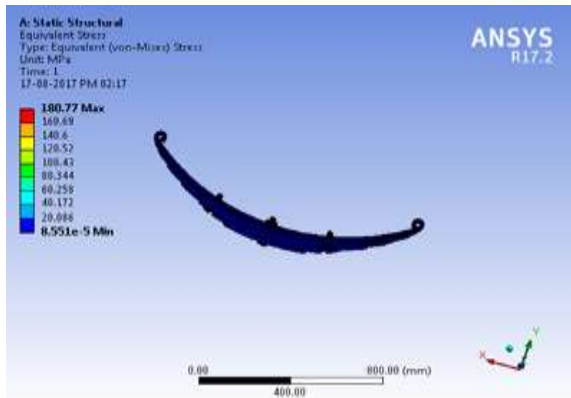 A: Static Structural
Equivalent Stress
Type: Equivalent (von-Mises) Stress
Unit: MPa
Time: 1
17-08-2017 PM 02:17
180.77 Max
160.69
140.6
120.52
100.43
80.344
60.258
40.172
20.086
8.551e-5 Min
ANSYS
R17.2
0.00
800.00 (mm)
400.00
Y
X